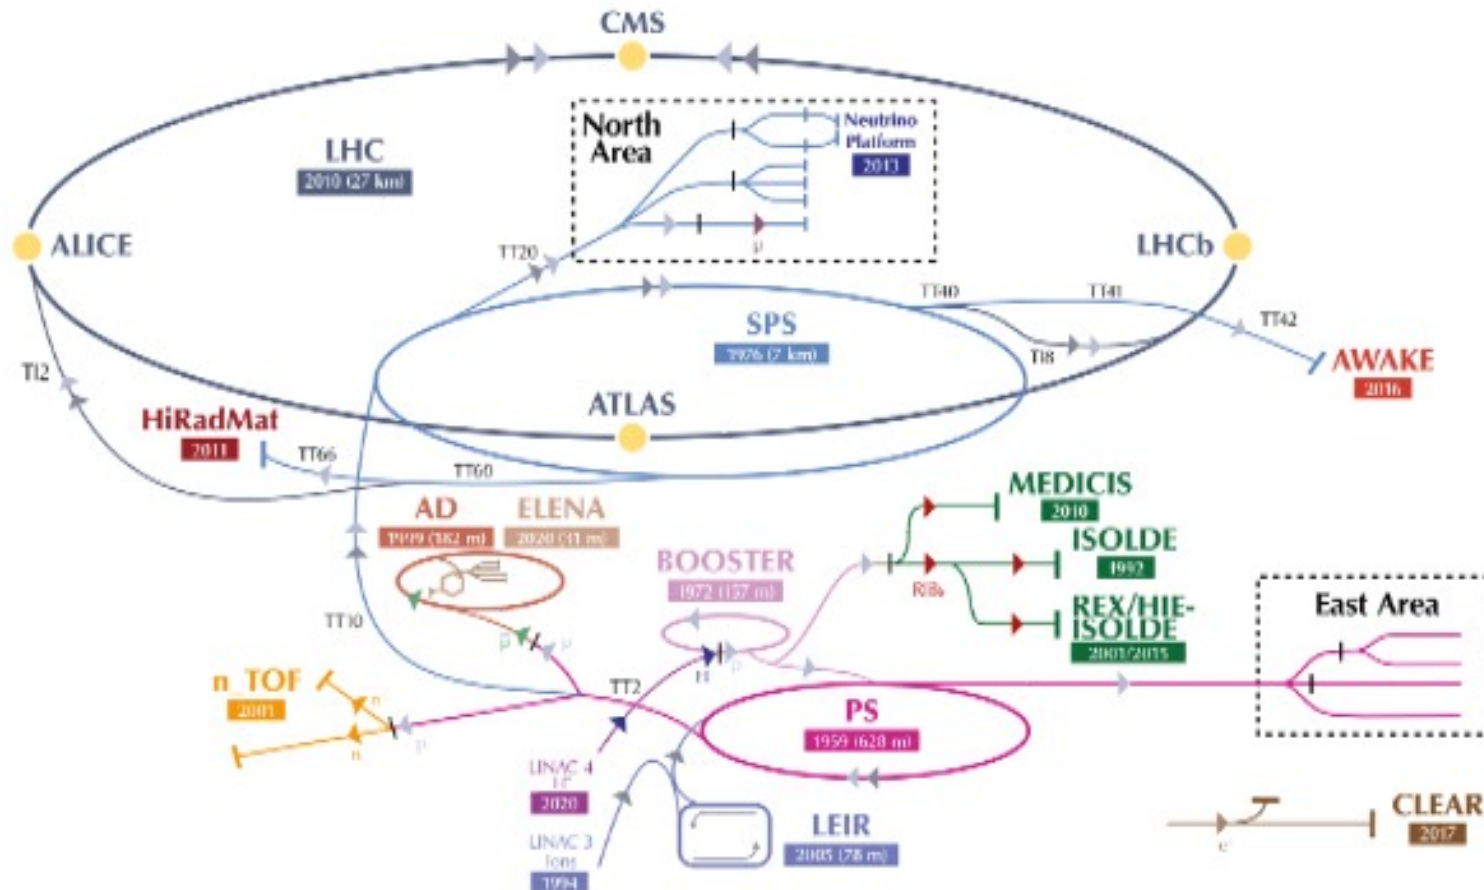 CMS
LHC
2010 (27 km)
North
Area
Neutrino
Platform
2013
μ
ALICE
LHCb
TT20
TT40
TT41
TT42
TI8
SPS
1976 (7 km)
AWAKE
2016
TI2
ATLAS
HiRadMat
2011
TT66
TT60
AD
1999 (182 m)
ELENA
2020 (31 m)
TT10
BOOSTER
1972 (157 m)
MEDICIS
2010
ISOLDE
1992
RIBs
REX/HIE-
ISOLDE
2001/2015
East Area
n_TOF
2001
n
n
p
TT2
p
PS
1959 (628 m)
LINAC 4
2020
LINAC 3
Ions
1994
LEIR
2005 (78 m)
CLEAR
2017